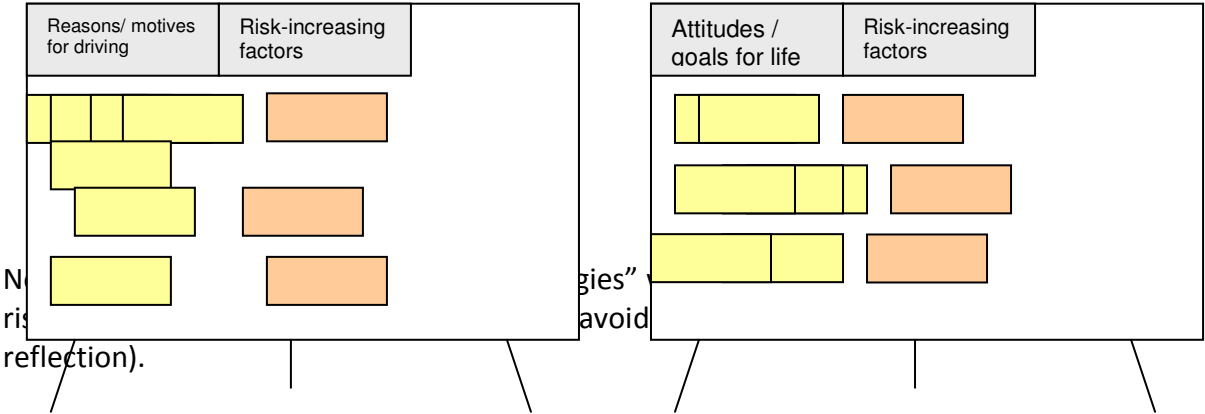 Reasons/ motives
for driving
Risk-increasing
factors
Attitudes /
goals for life
Risk-increasing
factors
gies”
avoid
reflection).